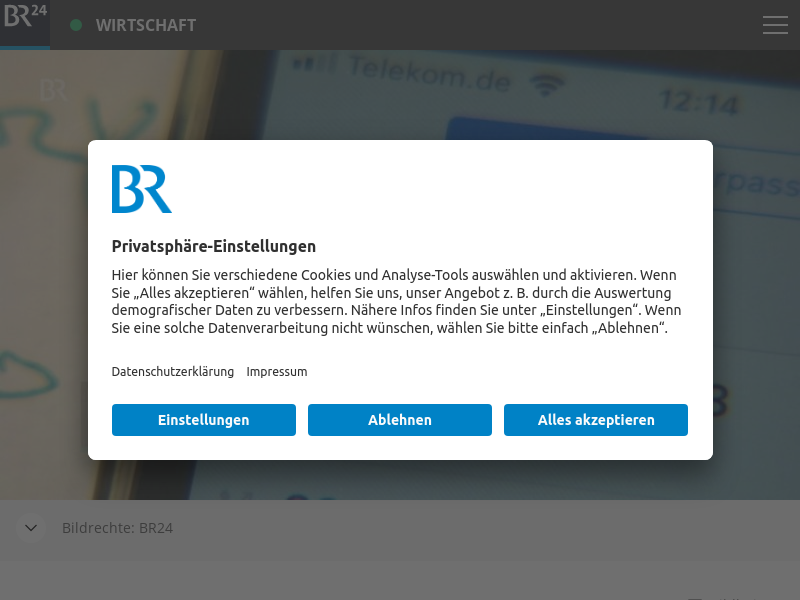 BR24
WIRTSCHAFT
Telekom.de
12:14
BR
BR
Privatsphäre-Einstellungen
Hier können Sie verschiedene Cookies und Analyse-Tools auswählen und aktivieren. Wenn
Sie „Alles akzeptieren“ wählen, helfen Sie uns, unser Angebot z. B. durch die Auswertung
demografischer Daten zu verbessern. Nähere Infos finden Sie unter „Einstellungen“. Wenn
Sie eine solche Datenverarbeitung nicht wünschen, wählen Sie bitte einfach „Ablehnen“.
Datenschutzerklärung Impressum
Einstellungen Ablehnen Alles akzeptieren
Bildrechte: BR24